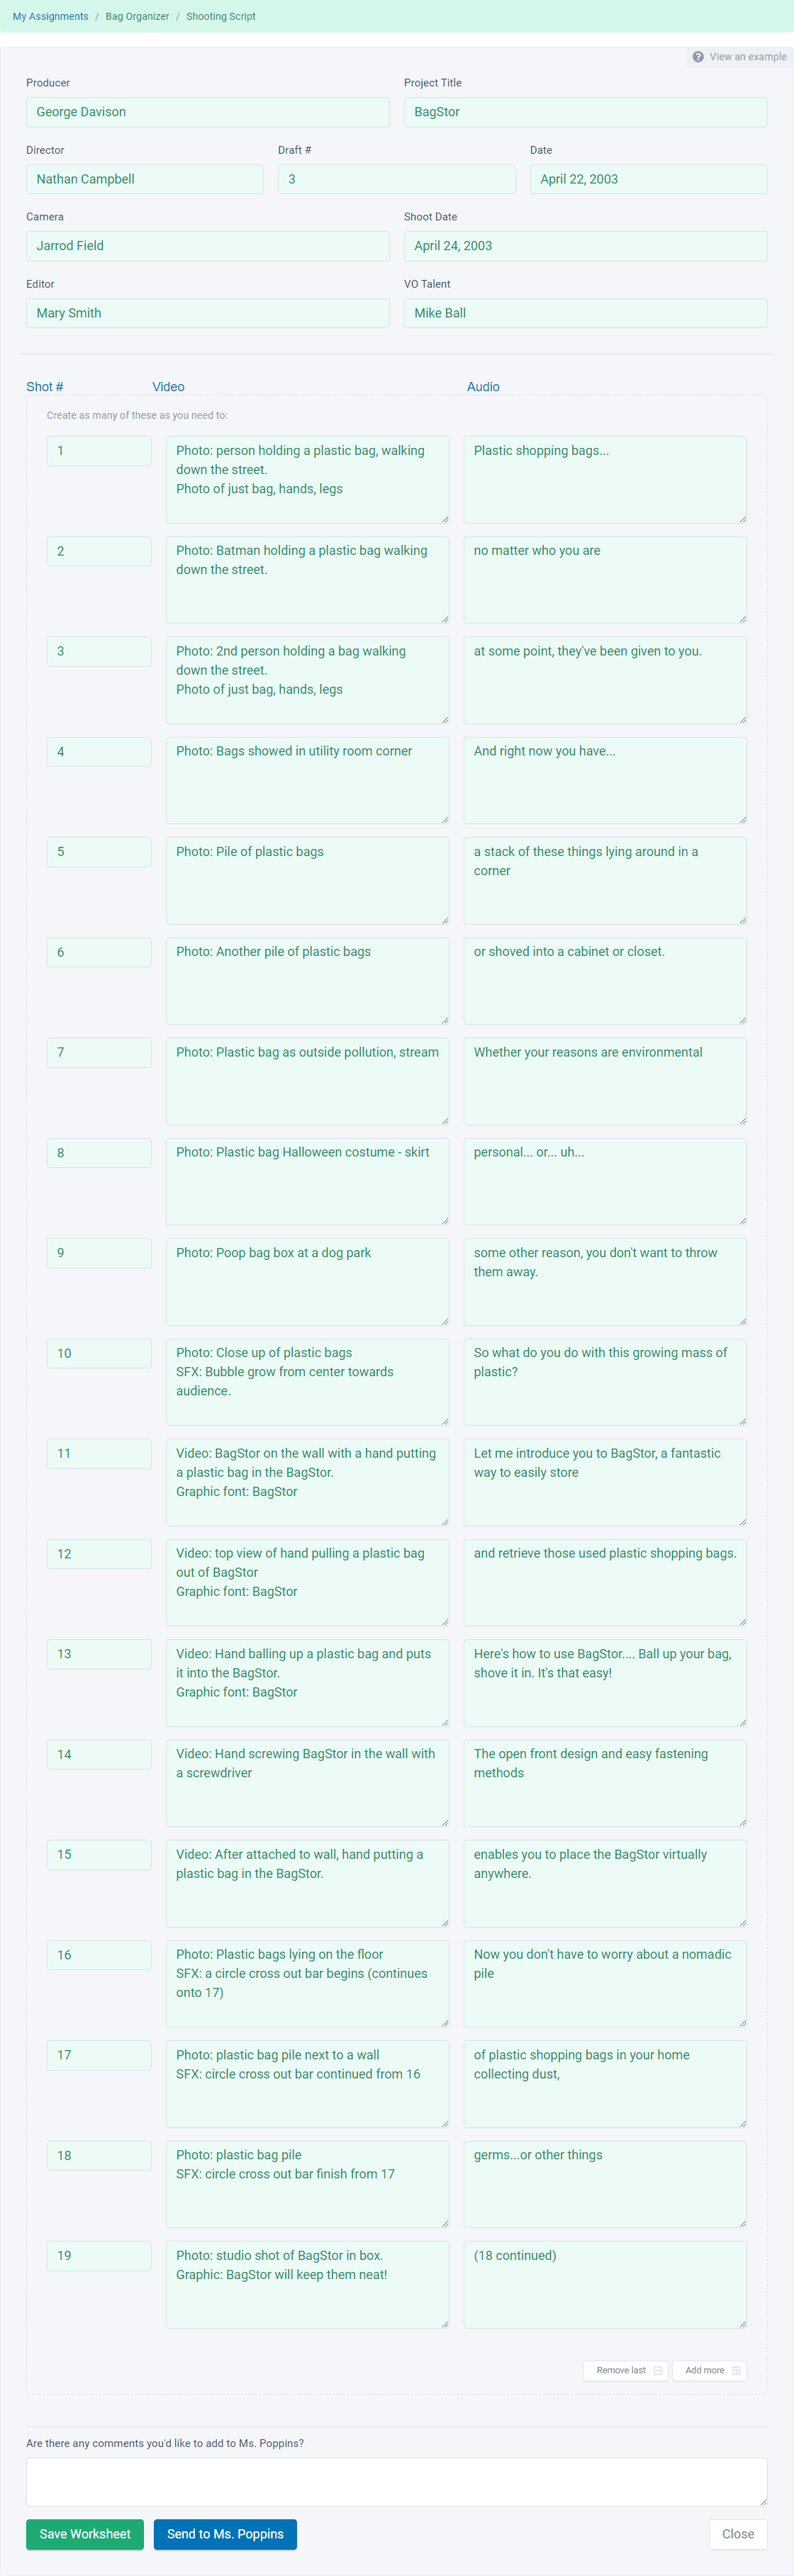 My Assignments / Bag Organizer / Shooting Script
View an example
Producer
Project Title
George Davison
BagStor
Director
Draft #
Date
Nathan Campbell
3
April 22, 2003
Camera
Shoot Date
Jarrod Field
April 24, 2003
Editor
VO Talent
Mary Smith
Mike Ball
Shot #
Video
Audio
Create as many of these as you need to:
1
Photo: person holding a plastic bag, walking
down the street.
Photo of just bag, hands, legs
Plastic shopping bags...
2
Photo: Batman holding a plastic bag walking
down the street.
no matter who you are
3
Photo: 2nd person holding a bag walking
down the street.
Photo of just bag, hands, legs
at some point, they've been given to you.
4
Photo: Bags showed in utility room corner
And right now you have...
5
Photo: Pile of plastic bags
a stack of these things lying around in a
corner
6
Photo: Another pile of plastic bags
or shoved into a cabinet or closet.
7
Photo: Plastic bag as outside pollution, stream
Whether your reasons are environmental
8
Photo: Plastic bag Halloween costume - skirt
personal... or... uh...
9
Photo: Poop bag box at a dog park
some other reason, you don't want to throw
them away.
10
Photo: Close up of plastic bags
SFX: Bubble grow from center towards
audience.
So what do you do with this growing mass of
plastic?
11
Video: BagStor on the wall with a hand putting
a plastic bag in the BagStor.
Graphic font: BagStor
Let me introduce you to BagStor, a fantastic
way to easily store
12
Video: top view of hand pulling a plastic bag
out of BagStor
Graphic font: BagStor
and retrieve those used plastic shopping bags.
13
Video: Hand balling up a plastic bag and puts
it into the BagStor.
Graphic font: BagStor
Here's how to use BagStor.... Ball up your bag,
shove it in. It's that easy!
14
Video: Hand screwing BagStor in the wall with
a screwdriver
The open front design and easy fastening
methods
15
Video: After attached to wall, hand putting a
plastic bag in the BagStor.
enables you to place the BagStor virtually
anywhere.
16
Photo: Plastic bags lying on the floor
SFX: a circle cross out bar begins (continues
onto 17)
Now you don't have to worry about a nomadic
pile
17
Photo: plastic bag pile next to a wall
SFX: circle cross out bar continued from 16
of plastic shopping bags in your home
collecting dust,
18
Photo: plastic bag pile
SFX: circle cross out bar finish from 17
germs...or other things
19
Photo: studio shot of BagStor in box.
Graphic: BagStor will keep them neat!
(18 continued)
Remove last
Add more
Are there any comments you'd like to add to Ms. Poppins?
Save Worksheet
Send to Ms. Poppins
Close